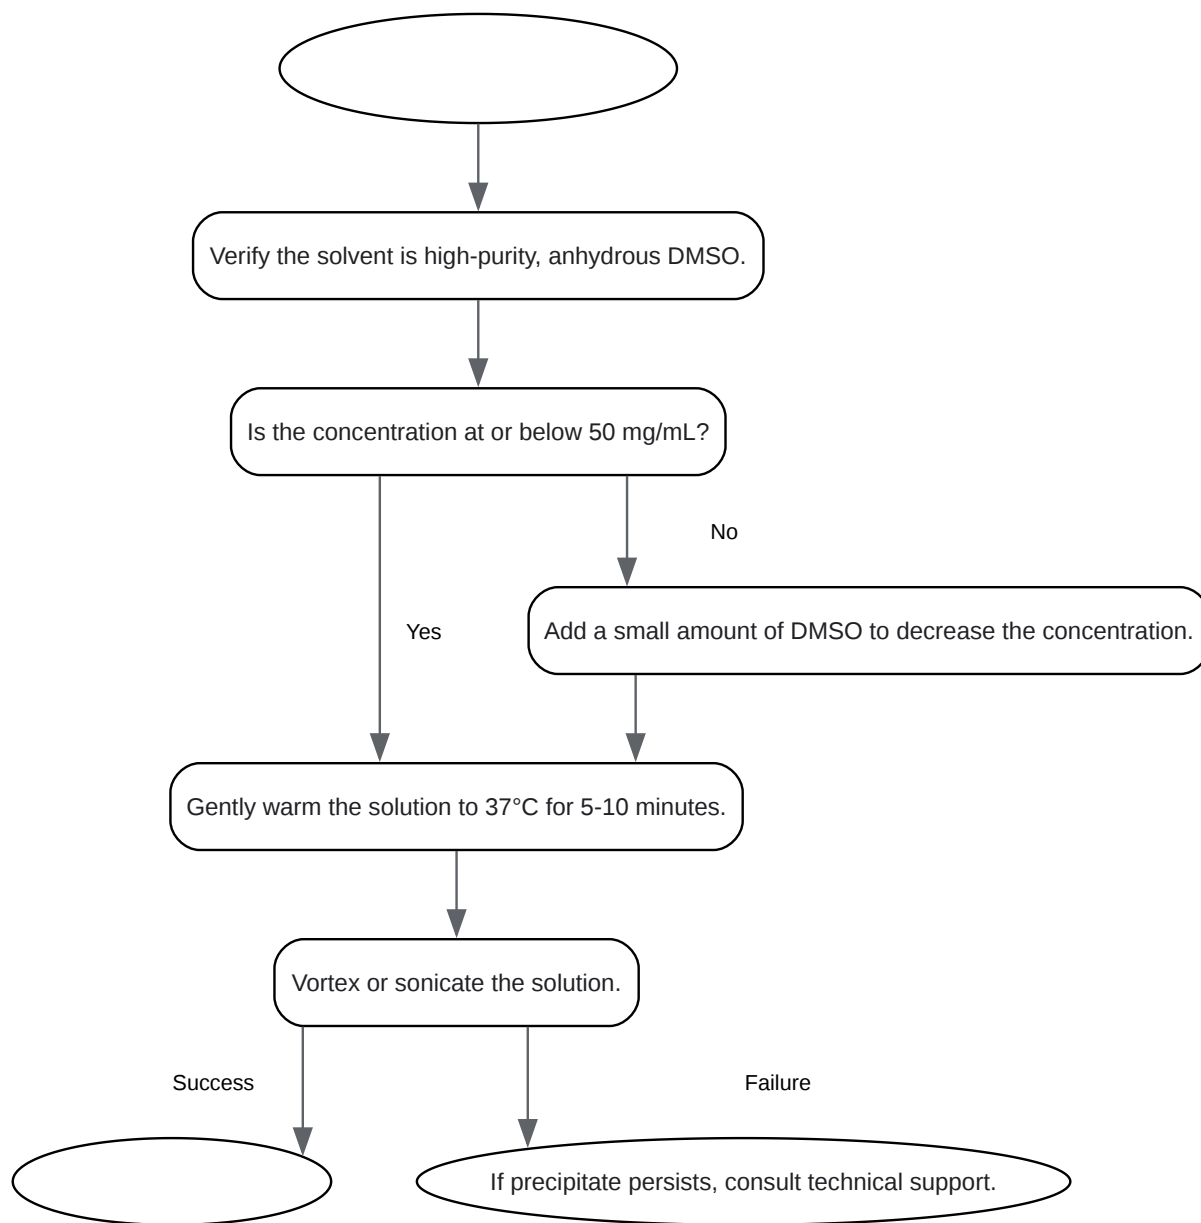 Verify the solvent is high-purity, anhydrous DMSO.
Is the concentration at or below 50 mg/mL?
No
Yes
Add a small amount of DMSO to decrease the concentration.
Gently warm the solution to 37°C for 5-10 minutes.
Vortex or sonicate the solution.
Success
Failure
If precipitate persists, consult technical support.